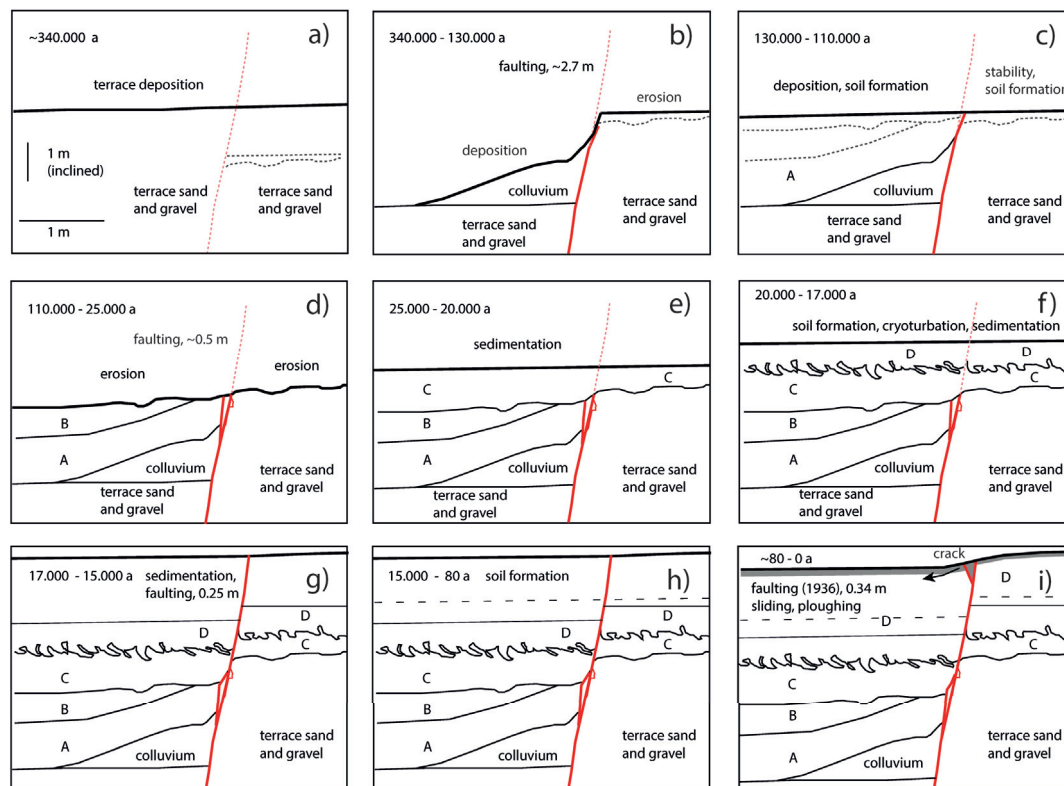 ~340.000 a
a)
terrace deposition
1 m
(inclined)
terrace sand
and gravel
terrace sand
and gravel
1 m
340.000 - 130.000 a
b)
faulting, ~2.7 m
erosion
deposition
colluvium
terrace sand
and gravel
terrace sand
and gravel
130.000 - 110.000 a
c)
deposition, soil formation
stability,
soil formation
A
colluvium
terrace sand
and gravel
terrace sand
and gravel
110.000 - 25.000 a
d)
faulting, ~0.5 m
erosion
erosion
B
A
colluvium
terrace sand
and gravel
terrace sand
and gravel
25.000 - 20.000 a
e)
sedimentation
C
C
B
A
colluvium
terrace sand
and gravel
terrace sand
and gravel
20.000 - 17.000 a
f)
soil formation, cryoturbation, sedimentation
D
D
C
C
B
A
colluvium
terrace sand
and gravel
terrace sand
and gravel
17.000 - 15.000 a
g)
sedimentation,
faulting, 0.25 m
D
D
C
C
B
A
colluvium
terrace sand
and gravel
15.000 - 80 a
h)
soil formation
D
D
C
C
B
A
colluvium
terrace sand
and gravel
~80 - 0 a
i)
crack
faulting (1936), 0.34 m
sliding, ploughing
D
D
C
B
A
colluvium
terrace sand
and gravel